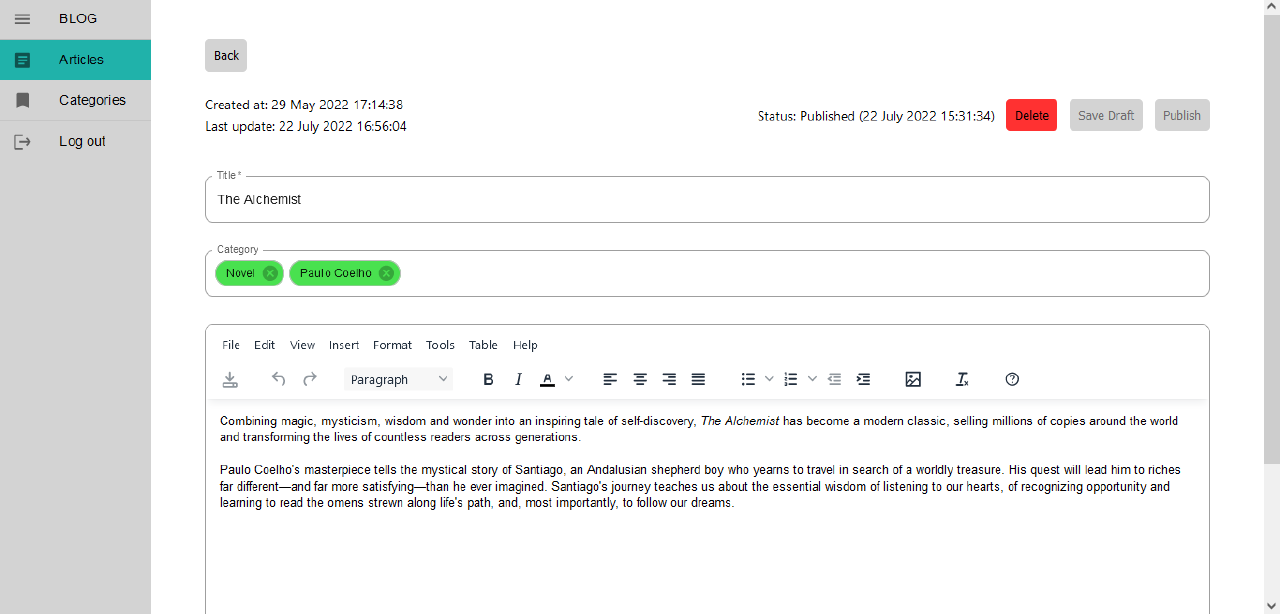 BLOG
Articles
Categories
Log out
Back
Created at: 29 May 2022 17:14:38
Last update: 22 July 2022 16:56:04
Status: Published (22 July 2022 15:31:34)
Delete
Save Draft
Publish
Title *
The Alchemist
Category
Novel
Paulo Coelho
File Edit View Insert Format Tools Table Help
Paragraph B I A
Combining magic, mysticism, wisdom and wonder into an inspiring tale of self-discovery, The Alchemist has become a modern classic, selling millions of copies around the world
and transforming the lives of countless readers across generations.
Paulo Coelho's masterpiece tells the mystical story of Santiago, an Andalusian shepherd boy who yearns to travel in search of a worldly treasure. His quest will lead him to riches
far different—and far more satisfying—than he ever imagined. Santiago's journey teaches us about the essential wisdom of listening to our hearts, of recognizing opportunity and
learning to read the omens strewn along life's path, and, most importantly, to follow our dreams.